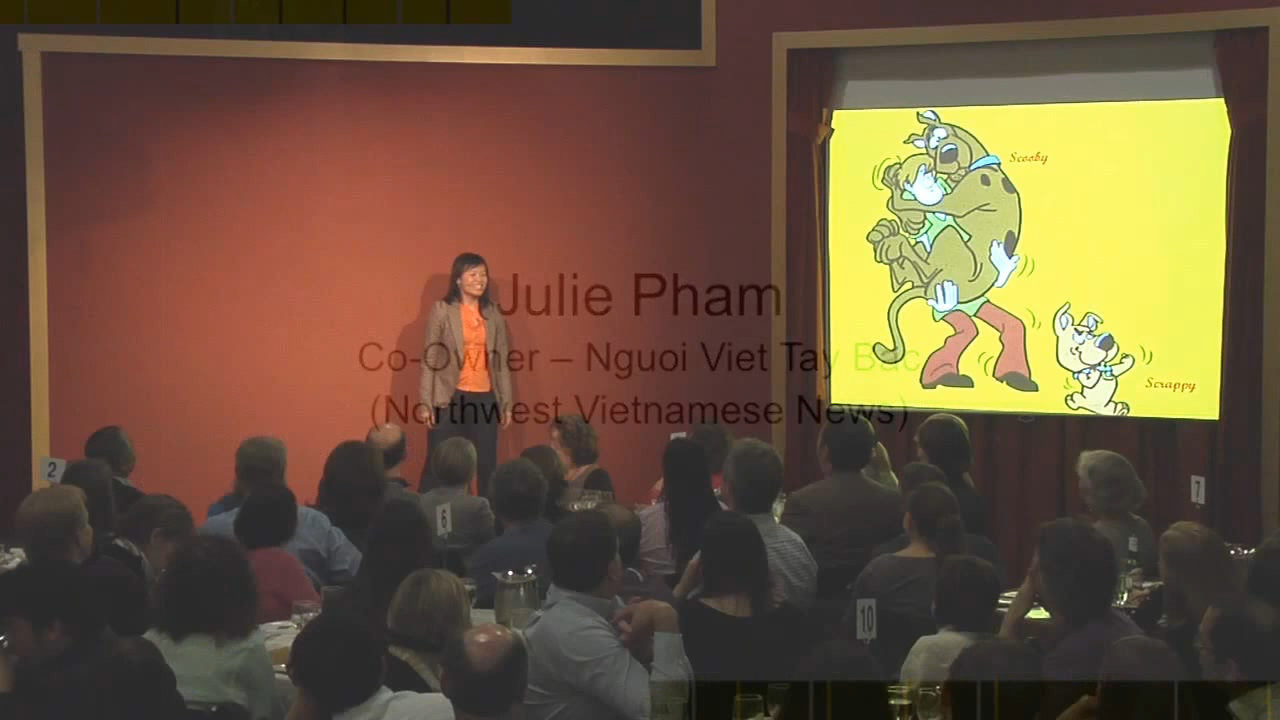 Scooby
Julie Pham
Co-Owner – Nguoi Viet Tay Bac
(Northwest Vietnamese News)
Scrappy
2
6
7
10